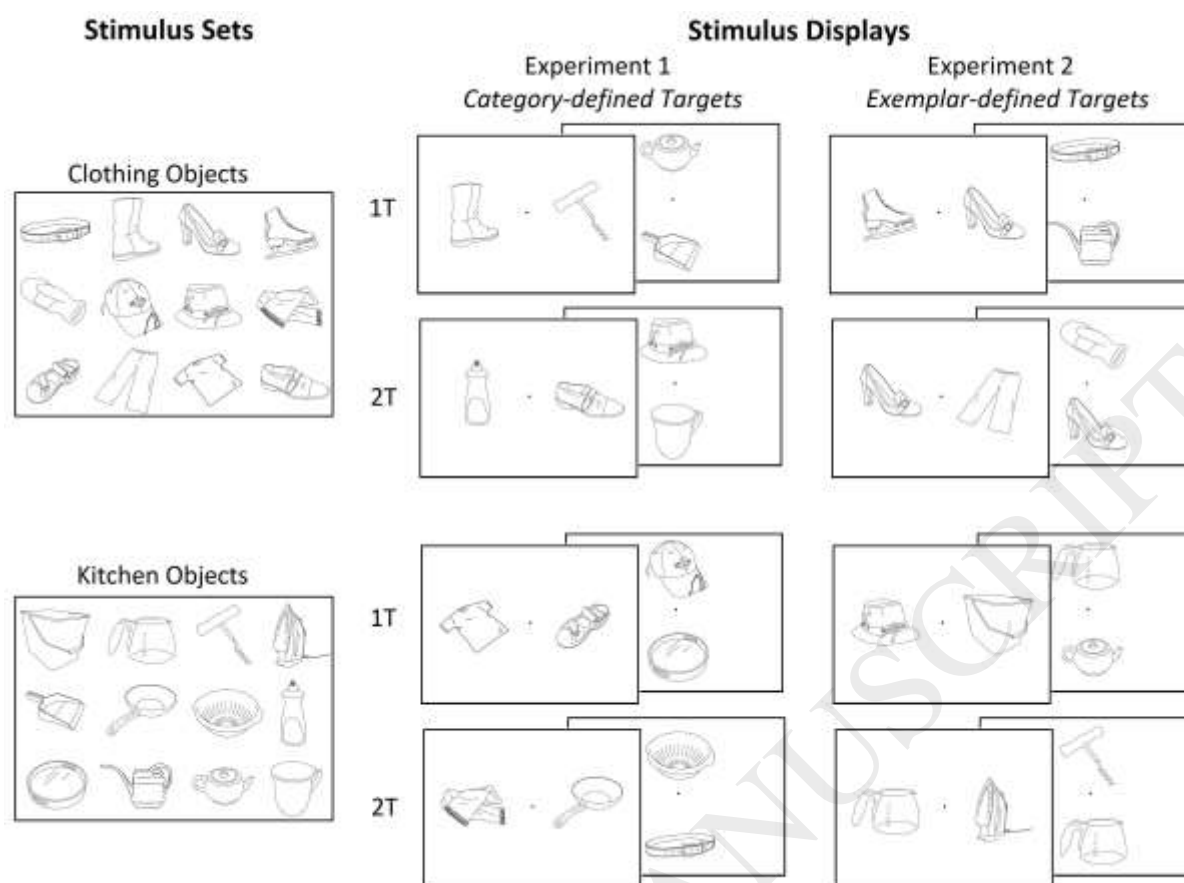 Stimulus Sets
Stimulus Displays
Experiment 1
Category-defined Targets
Experiment 2
Exemplar-defined Targets
Clothing Objects
1T
2T
Kitchen Objects
1T
2T
MANUSCRIPT